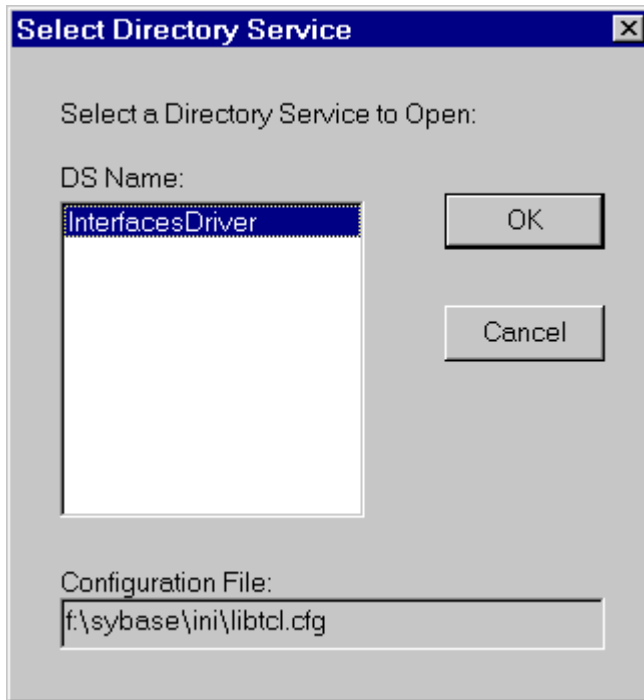 Select Directory Service
Select a Directory Service to Open:
DS Name:
InterfacesDriver
OK
Cancel
Configuration File:
f:\sybase\ini\libtcl.cfg